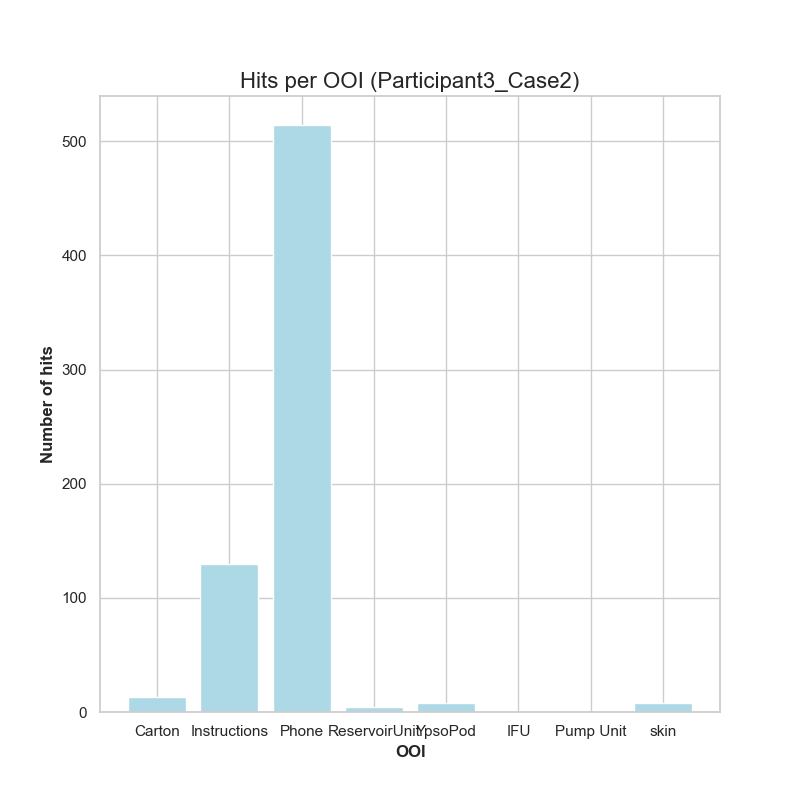 Hits per OOI (Participant3_Case2)
Number of hits
500
400
300
200
100
0
Carton Instructions Phone ReservoirUnit YpsoPod IFU Pump Unit skin
OOI